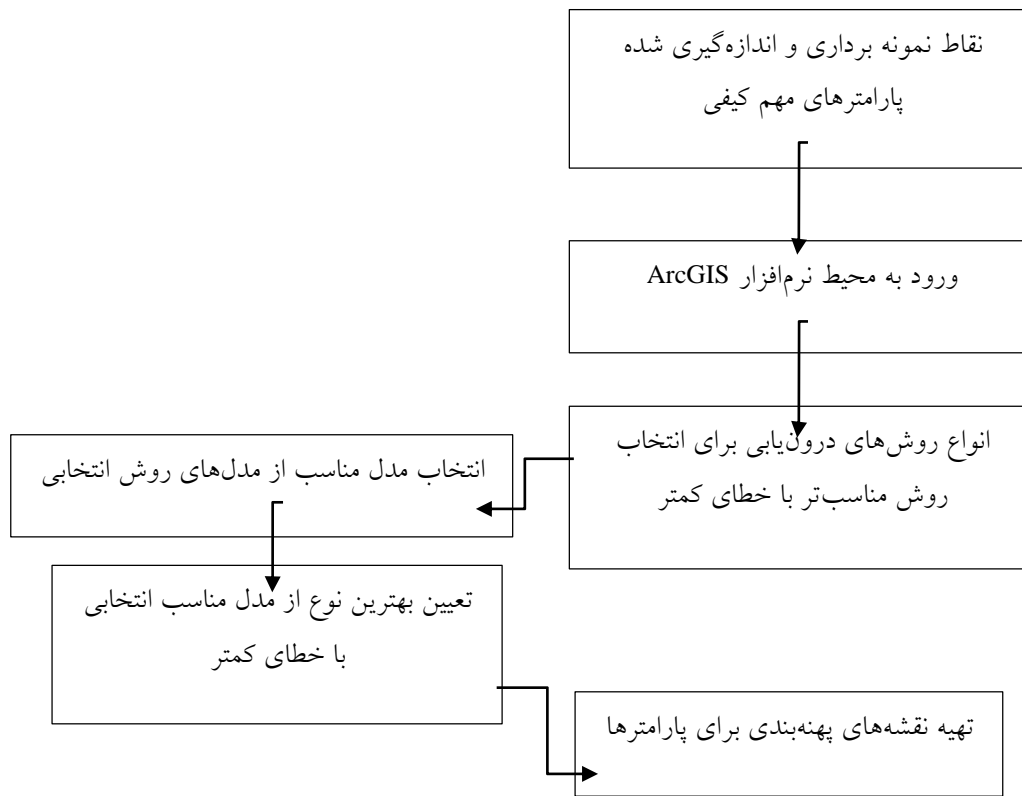 نقاط نمونه برداری و اندازه‌گیری شده
پارامترهای مهم کیفی
ورود به محیط نرم‌افزار ArcGIS
انواع روش‌های درون‌یابی برای انتخاب
روش مناسب‌تر با خطای کمتر
انتخاب مدل مناسب از مدل‌های روش انتخابی
تعیین بهترین نوع از مدل مناسب انتخابی
با خطای کمتر
تهیه نقشه‌های پهنه‌بندی برای پارامترها